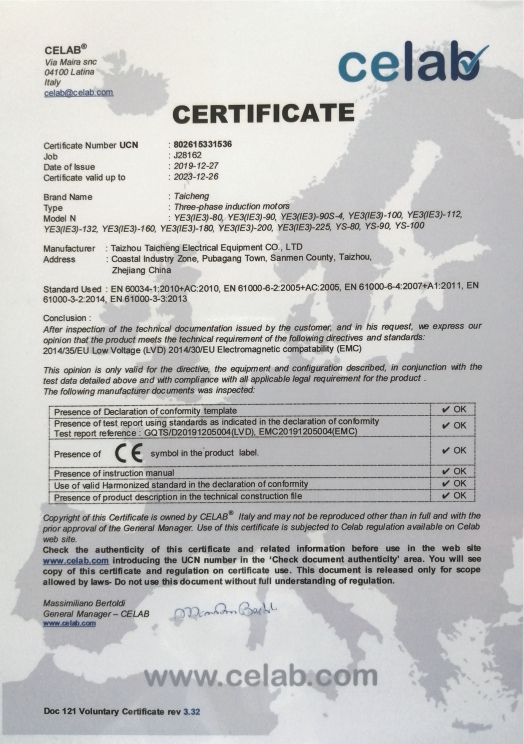 CELAB®
Via Maira snc
04100 Latina
Italy
celab@celab.com
celab
CERTIFICATE
Certificate Number UCN : 802615331536
Job : J28162
Date of Issue : 2019-12-27
Certificate valid up to : 2023-12-26
Brand Name : Taicheng
Type : Three-phase induction motors
Model N : YE3(IE3)-80, YE3(IE3)-90, YE3(IE3)-90S-4, YE3(IE3)-100, YE3(IE3)-112,
YE3(IE3)-132, YE3(IE3)-160, YE3(IE3)-180, YE3(IE3)-200, YE3(IE3)-225, YS-80, YS-90, YS-100
Manufacturer : Taizhou Taicheng Electrical Equipment CO., LTD
Address : Coastal Industry Zone, Pubagang Town, Sanmen County, Taizhou,
Zhejiang China
Standard Used : EN 60034-1:2010+AC:2010, EN 61000-6-2:2005+AC:2005, EN 61000-6-4:2007+A1:2011, EN
61000-3-2:2014, EN 61000-3-3:2013
Conclusion :
After inspection of the technical documentation issued by the customer, and in his request, we express our
opinion that the product meets the technical requirement of the following directives and standards:
2014/35/EU Low Voltage (LVD) 2014/30/EU Electromagnetic compatability (EMC)
This opinion is only valid for the directive, the equipment and configuration described, in conjunction with the
test data detailed above and with compliance with all applicable legal requirement for the product .
The following manufacturer documents was inspected:
Presence of Declaration of conformity template ✔ OK
Presence of test report using standards as indicated in the declaration of conformity
Test report reference : GQTS/D20191205004(LVD), EMC20191205004(EMC) ✔ OK
Presence of CE symbol in the product label. ✔ OK
Presence of instruction manual ✔ OK
Use of valid Harmonized standard in the declaration of conformity ✔ OK
Presence of product description in the technical construction file ✔ OK
Copyright of this Certificate is owned by CELAB® Italy and may not be reproduced other than in full and with the
prior approval of the General Manager. Use of this certificate is subjected to Celab regulation available on Celab
web site.
Check the authenticity of this certificate and related information before use in the web site
www.celab.com introducing the UCN number in the 'Check document authenticity' area. You will see
copy of this certificate and regulation on certificate use. This document is released only for scope
allowed by laws- Do not use this document without full understanding of regulation.
Massimiliano Bertoldi
General Manager – CELAB
www.celab.com
www.celab.com
Doc 121 Voluntary Certificate rev 3.32